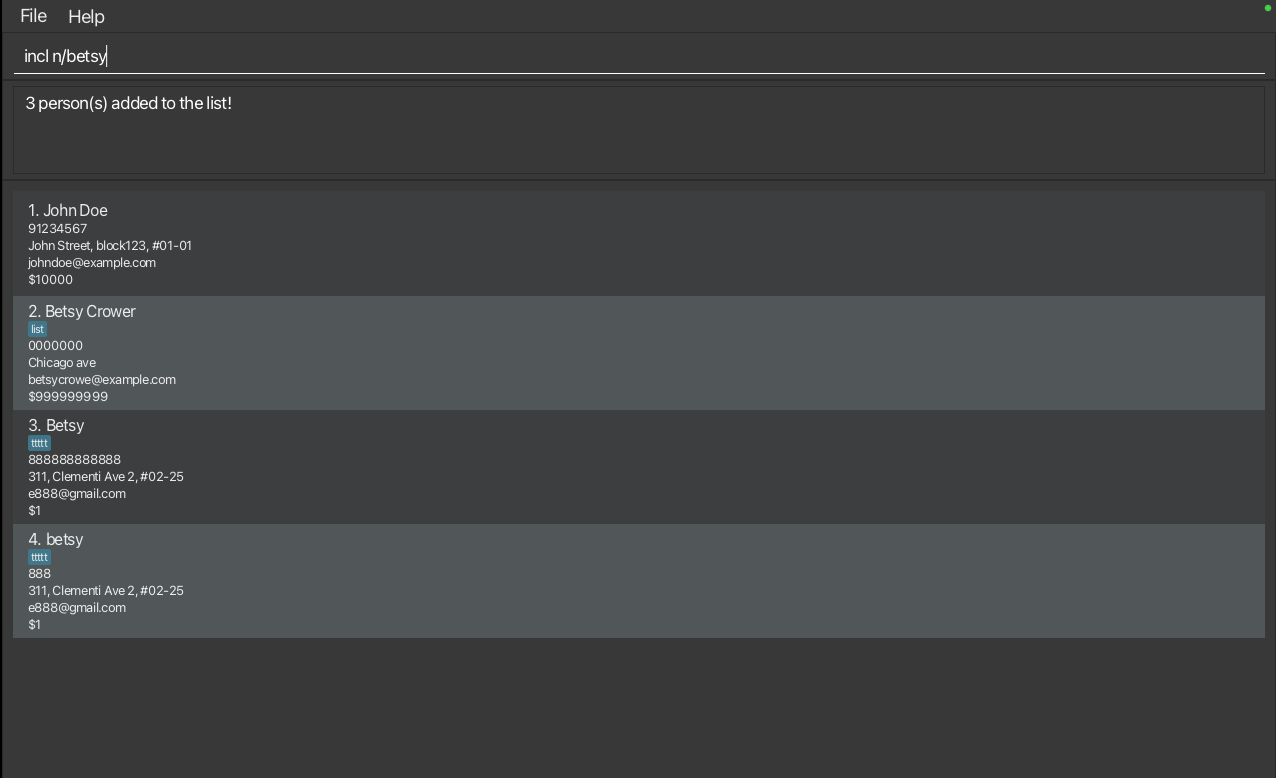 File Help
incl n/betsy
3 person(s) added to the list!
1. John Doe
91234567
John Street, block123, #01-01
johndoe@example.com
$10000
2. Betsy Crower
list
0000000
Chicago ave
betsycrowe@example.com
$999999999
3. Betsy
ttttt
888888888888
311, Clementi Ave 2, #02-25
e888@gmail.com
$1
4. betsy
ttttt
888
311, Clementi Ave 2, #02-25
e888@gmail.com
$1